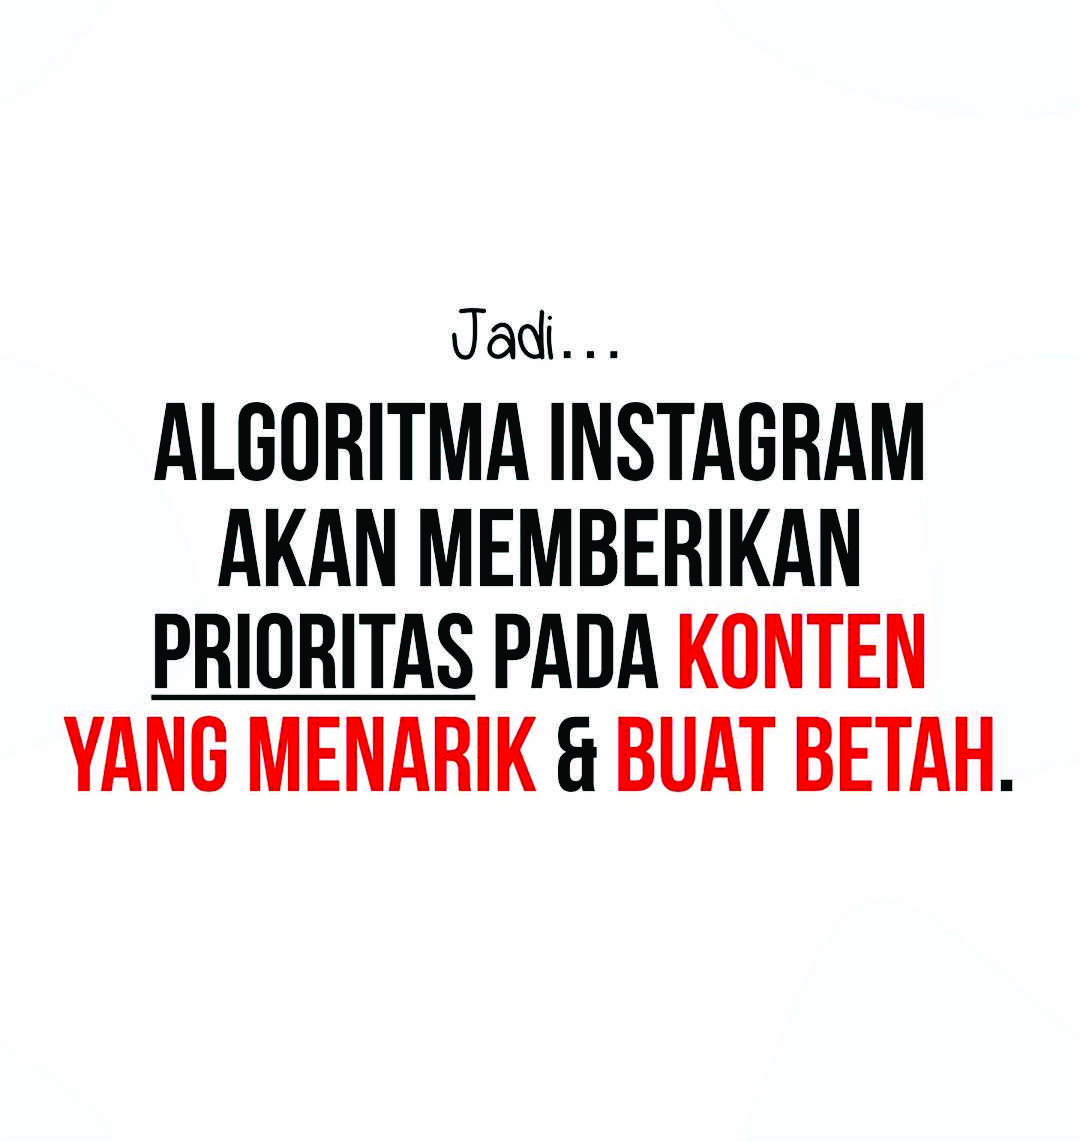 Jadi...
ALGORITMA INSTAGRAM
AKAN MEMBERIKAN
PRIORITAS PADA KONTEN
YANG MENARIK & BUAT BETAH.